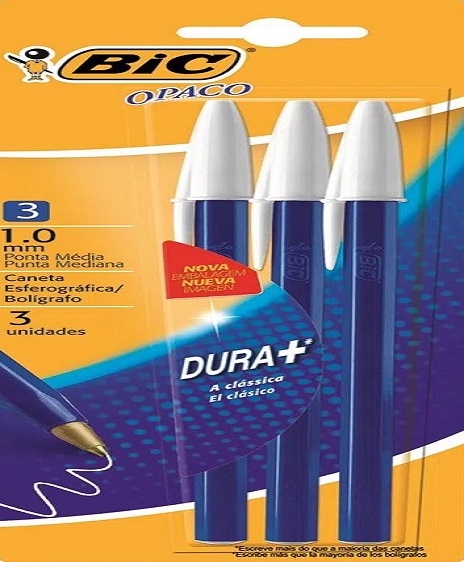 BiC
OPACO
3
1.0
mm
Ponta Média
Punta Mediana
Caneta
Esferográfica/
Bolígrafo
3
unidades
NOVA
EMBALAGEM
NUEVA
IMAGEN
DURA+*
A clássica
El clásico
BiC
BiC
*Escreve mais do que a maioria das canetas
*Escribe más que la mayoría de los bolígrafos